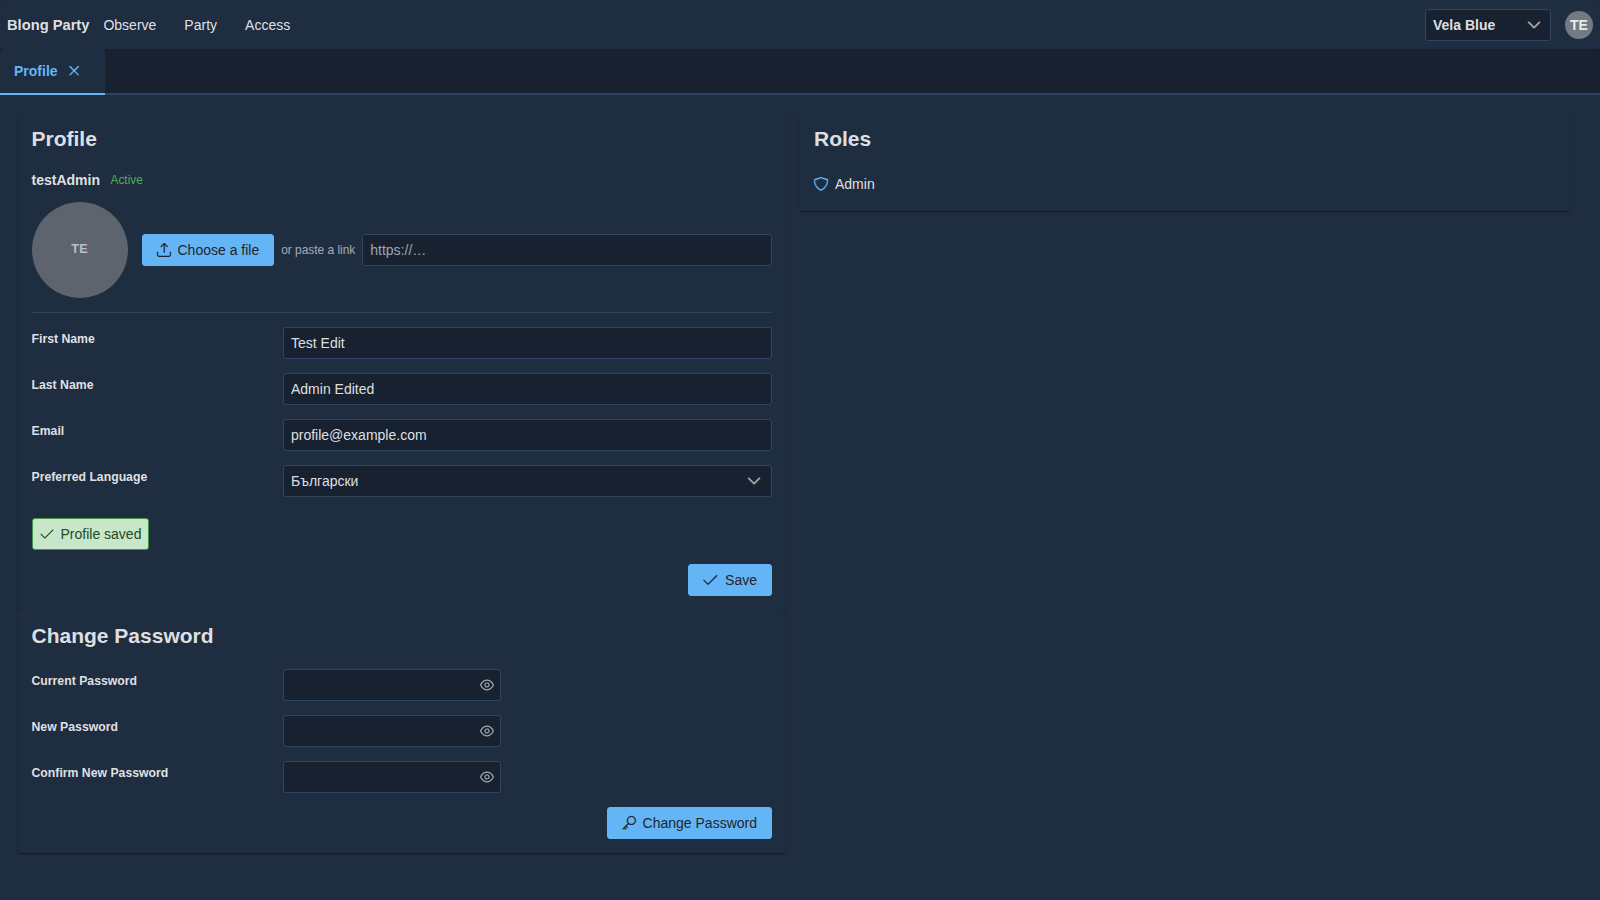 Blong Party Observe Party Access Vela Blue TE
Profile
Profile
testAdmin Active
TE
Choose a file or paste a link https://…
First Name Test Edit
Last Name Admin Edited
Email profile@example.com
Preferred Language Български
Profile saved
Save
Change Password
Current Password
New Password
Confirm New Password
Change Password
Roles
Admin